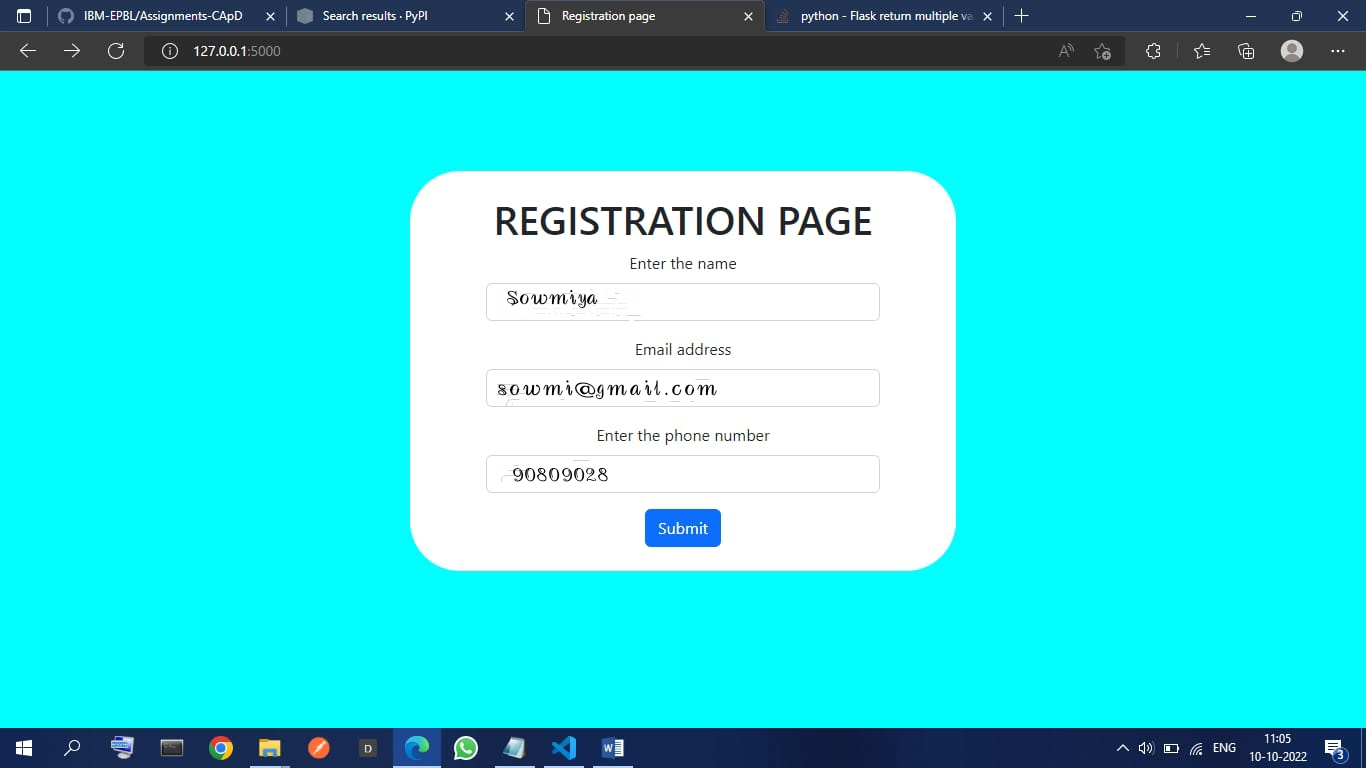 IBM-EPBL/Assignments-CApD
Search results · PyPI
Registration page
python - Flask return multiple va
127.0.0.1:5000
REGISTRATION PAGE
Enter the name
Sowmiya
Email address
sowmi@gmail.com
Enter the phone number
90809028
Submit
D
W
ENG
11:05
10-10-2022
3